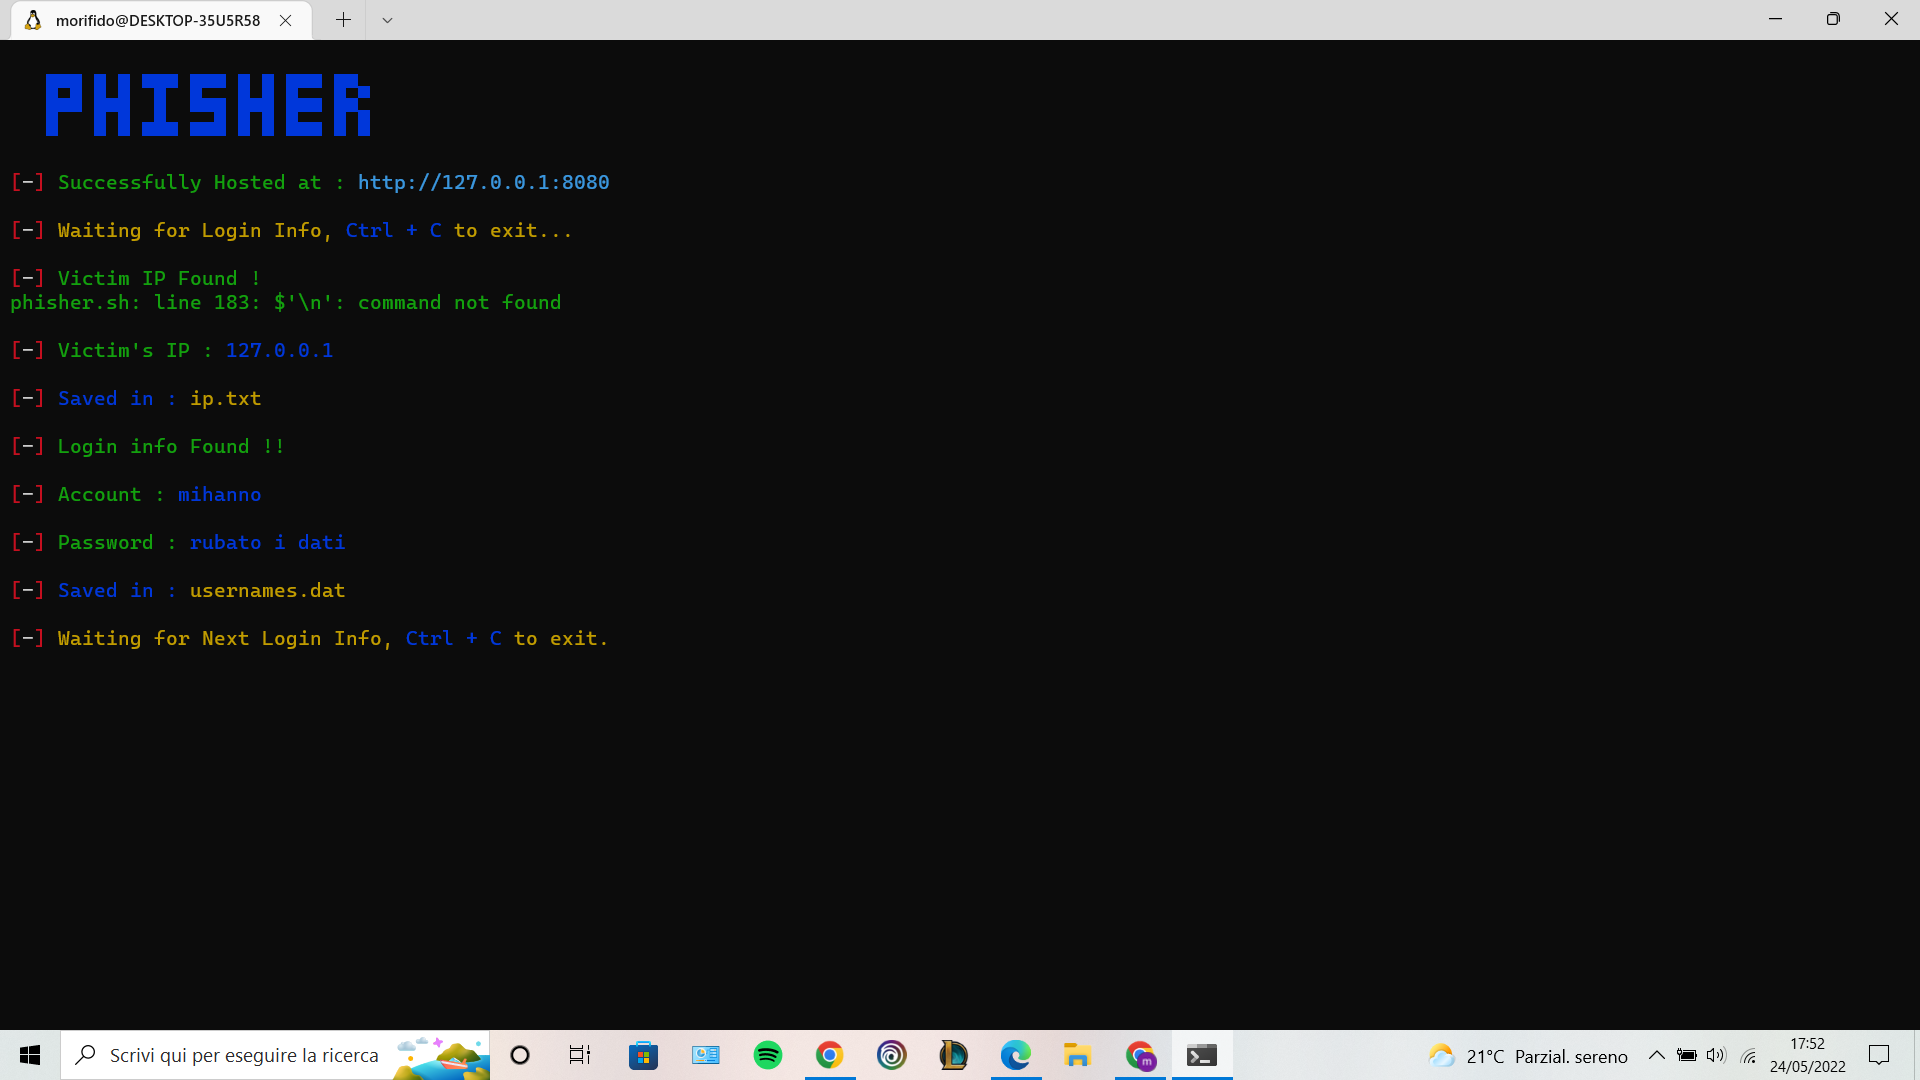 morifido@DESKTOP-35U5R58
PHISHER
[-] Successfully Hosted at : http://127.0.0.1:8080
[-] Waiting for Login Info, Ctrl + C to exit...
[-] Victim IP Found !
phisher.sh: line 183: $'\n': command not found
[-] Victim's IP : 127.0.0.1
[-] Saved in : ip.txt
[-] Login info Found !!
[-] Account : mihanno
[-] Password : rubato i dati
[-] Saved in : usernames.dat
[-] Waiting for Next Login Info, Ctrl + C to exit.
Scrivi qui per eseguire la ricerca
m
21°C Parzial. sereno
17:52
24/05/2022